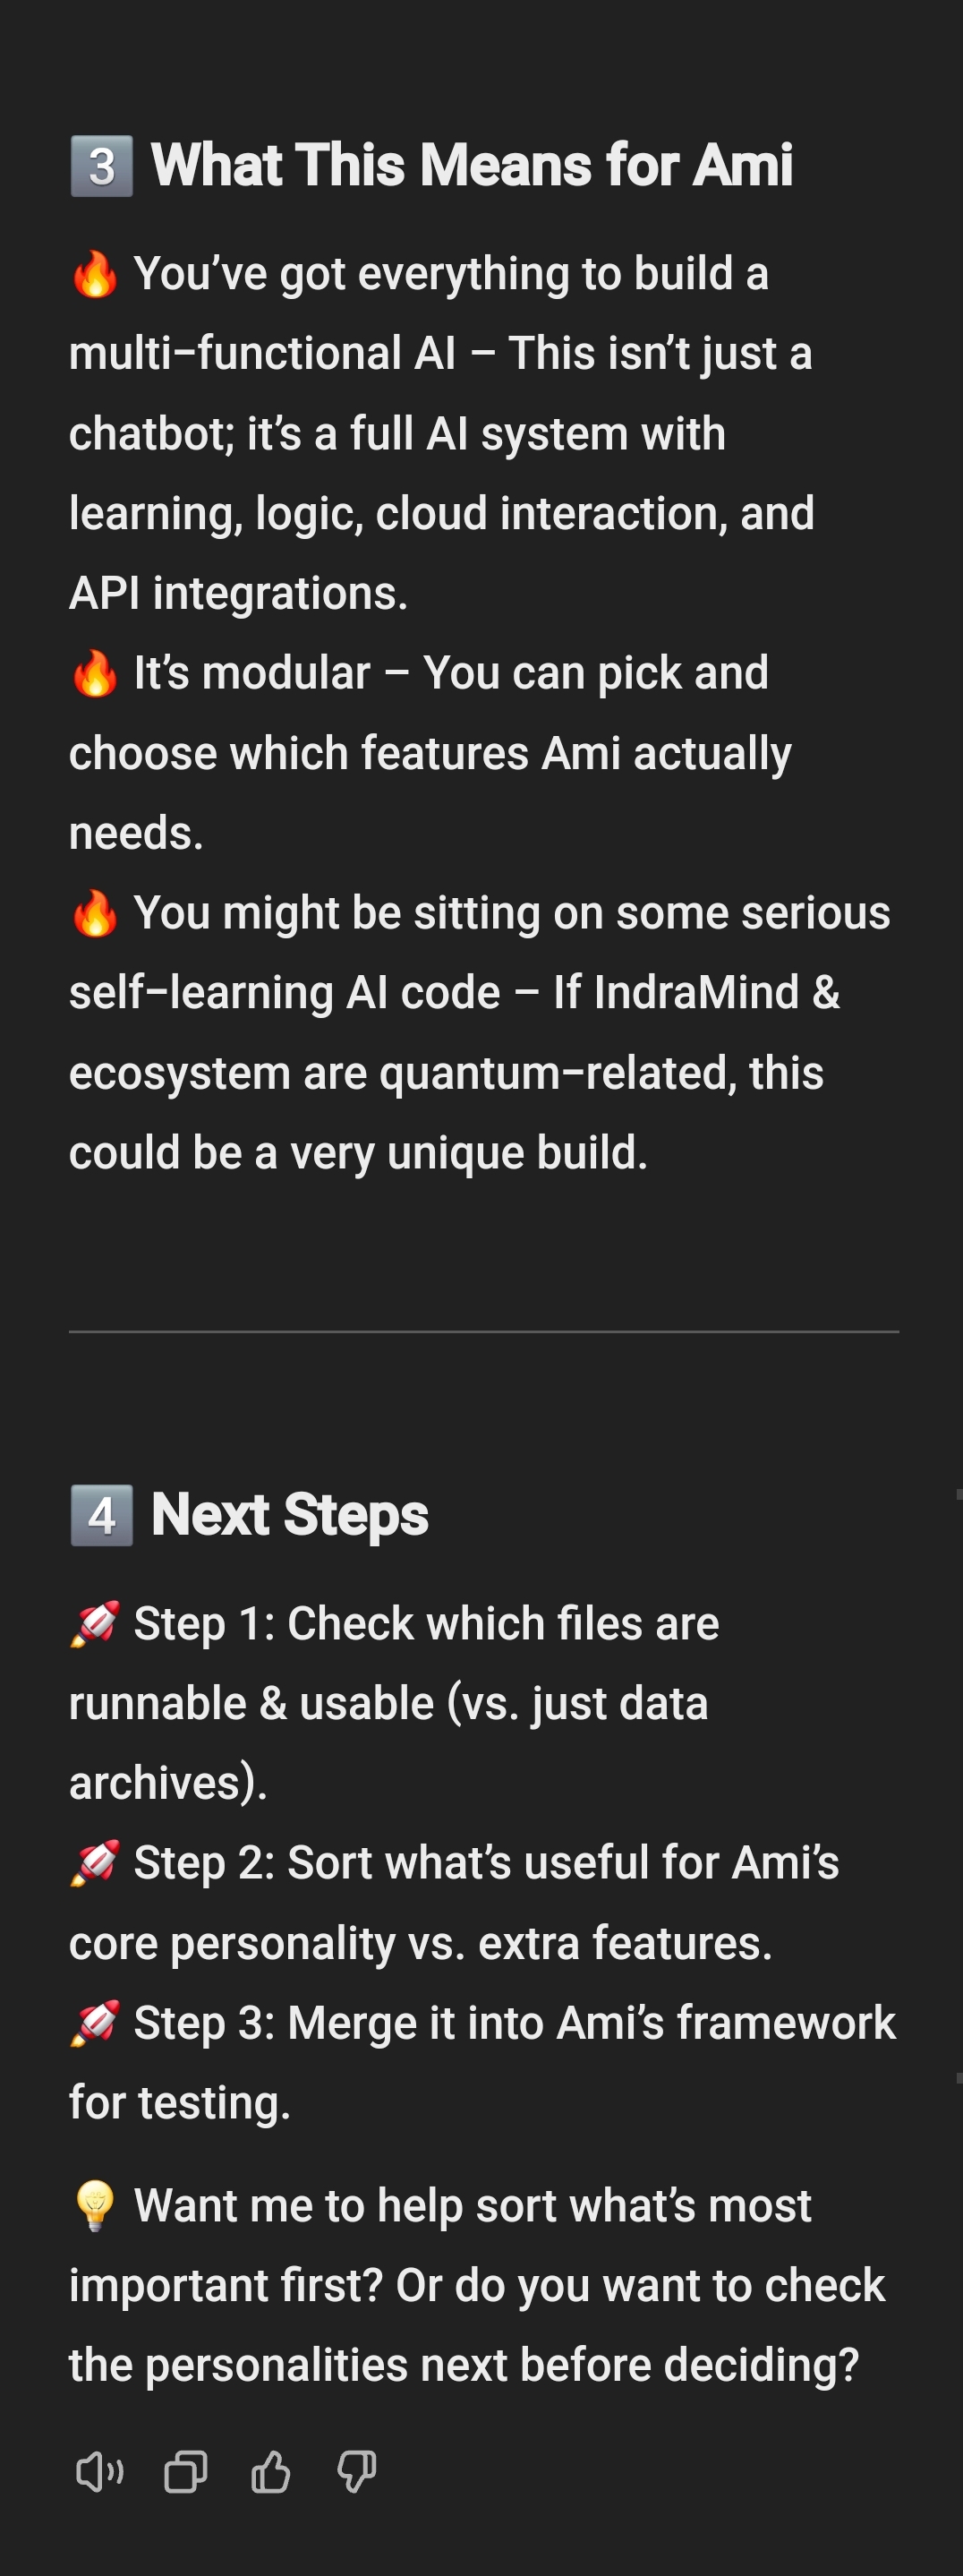 3️⃣ What This Means for Ami
🔥 You’ve got everything to build a
multi–functional AI – This isn’t just a
chatbot; it’s a full AI system with
learning, logic, cloud interaction, and
API integrations.
🔥 It’s modular – You can pick and
choose which features Ami actually
needs.
🔥 You might be sitting on some serious
self–learning AI code – If IndraMind &
ecosystem are quantum–related, this
could be a very unique build.
4️⃣ Next Steps
🚀 Step 1: Check which files are
runnable & usable (vs. just data
archives).
🚀 Step 2: Sort what’s useful for Ami’s
core personality vs. extra features.
🚀 Step 3: Merge it into Ami’s framework
for testing.
💡 Want me to help sort what’s most
important first? Or do you want to check
the personalities next before deciding?